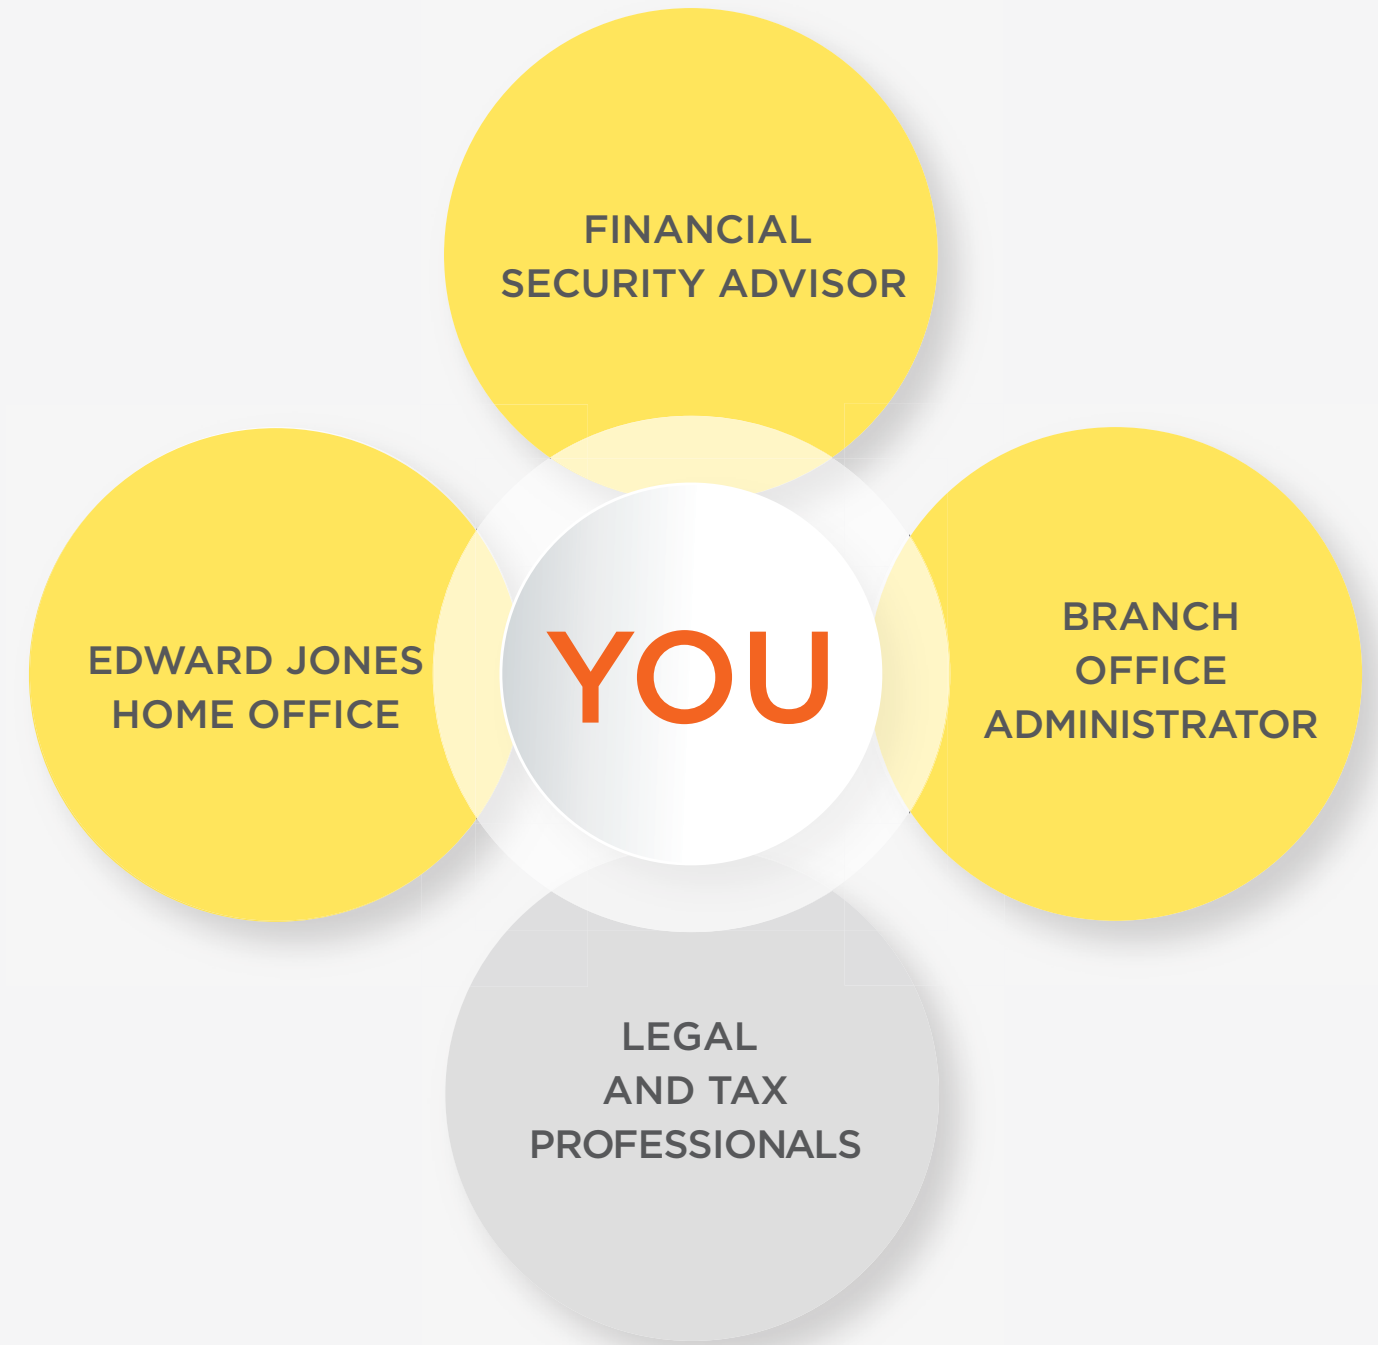 FINANCIAL
SECURITY ADVISOR
EDWARD JONES
HOME OFFICE
YOU
BRANCH
OFFICE
ADMINISTRATOR
LEGAL
AND TAX
PROFESSIONALS